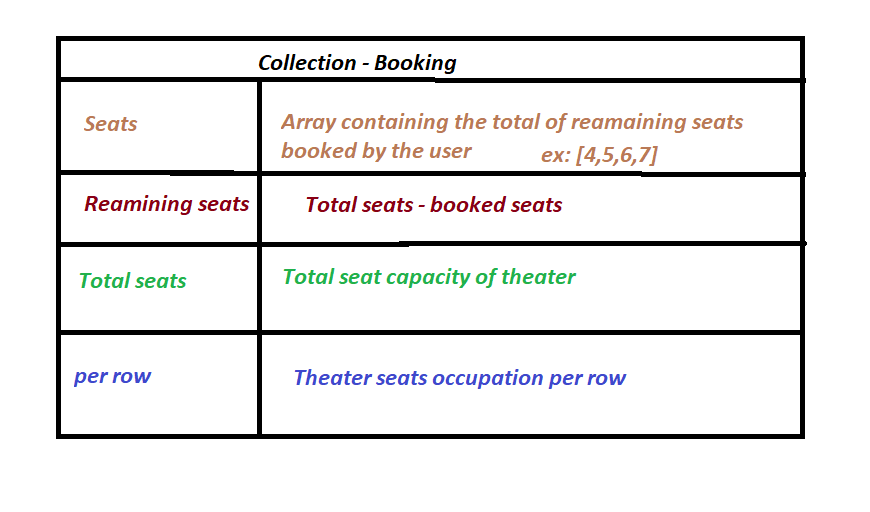 Collection - Booking
Seats
Array containing the total of reamaining seats
booked by the user ex: [4,5,6,7]
Reamining seats
Total seats - booked seats
Total seats
Total seat capacity of theater
per row
Theater seats occupation per row